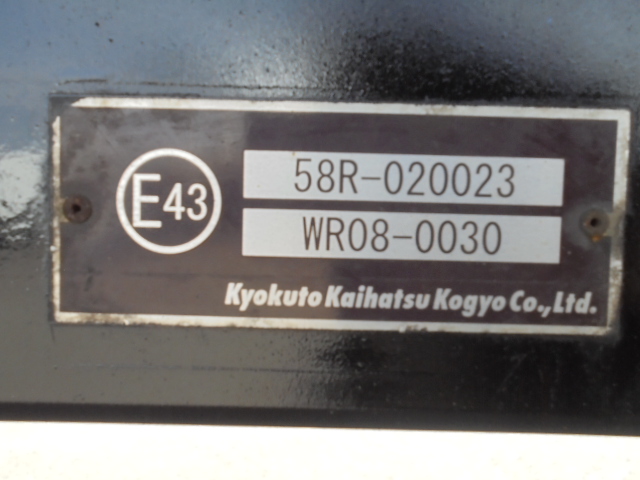 E43
58R-020023
WR08-0030
Kyokuto Kaihatsu Kogyo Co.,Ltd.